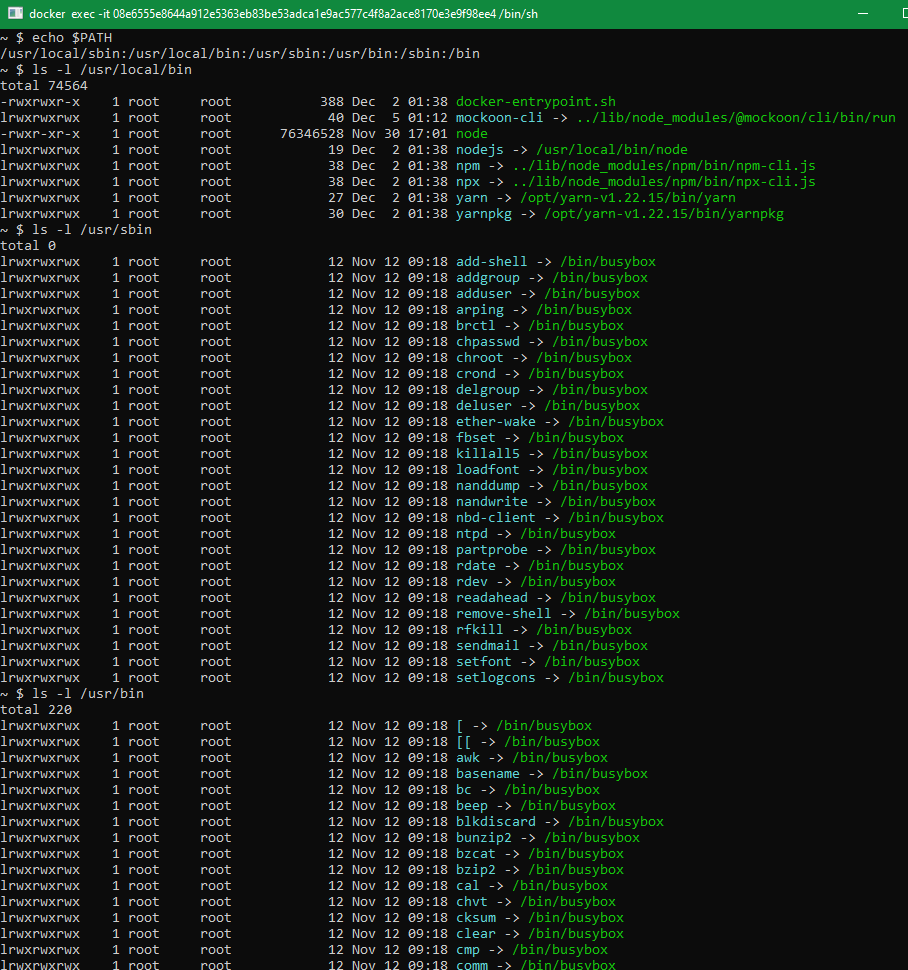 docker exec -it 08e6555e8644a912e5363eb83be53adca1e9ac577c4f8a2ace8170e3e9f98ee4 /bin/sh
~ $ echo $PATH
/usr/local/sbin:/usr/local/bin:/usr/sbin:/usr/bin:/sbin:/bin
~ $ ls -l /usr/local/bin
total 74564
-rwxrwxr-x    1 root     root           388 Dec  2 01:38 docker-entrypoint.sh
lrwxrwxrwx    1 root     root            40 Dec  5 01:12 mockoon-cli -> ../lib/node_modules/@mockoon/cli/bin/run
-rwxr-xr-x    1 root     root      76346528 Nov 30 17:01 node
lrwxrwxrwx    1 root     root            19 Dec  2 01:38 nodejs -> /usr/local/bin/node
lrwxrwxrwx    1 root     root            38 Dec  2 01:38 npm -> ../lib/node_modules/npm/bin/npm-cli.js
lrwxrwxrwx    1 root     root            38 Dec  2 01:38 npx -> ../lib/node_modules/npm/bin/npx-cli.js
lrwxrwxrwx    1 root     root            27 Dec  2 01:38 yarn -> /opt/yarn-v1.22.15/bin/yarn
lrwxrwxrwx    1 root     root            30 Dec  2 01:38 yarnpkg -> /opt/yarn-v1.22.15/bin/yarnpkg
~ $ ls -l /usr/sbin
total 0
lrwxrwxrwx    1 root     root            12 Nov 12 09:18 add-shell -> /bin/busybox
lrwxrwxrwx    1 root     root            12 Nov 12 09:18 addgroup -> /bin/busybox
lrwxrwxrwx    1 root     root            12 Nov 12 09:18 adduser -> /bin/busybox
lrwxrwxrwx    1 root     root            12 Nov 12 09:18 arping -> /bin/busybox
lrwxrwxrwx    1 root     root            12 Nov 12 09:18 brctl -> /bin/busybox
lrwxrwxrwx    1 root     root            12 Nov 12 09:18 chpasswd -> /bin/busybox
lrwxrwxrwx    1 root     root            12 Nov 12 09:18 chroot -> /bin/busybox
lrwxrwxrwx    1 root     root            12 Nov 12 09:18 crond -> /bin/busybox
lrwxrwxrwx    1 root     root            12 Nov 12 09:18 delgroup -> /bin/busybox
lrwxrwxrwx    1 root     root            12 Nov 12 09:18 deluser -> /bin/busybox
lrwxrwxrwx    1 root     root            12 Nov 12 09:18 ether-wake -> /bin/busybox
lrwxrwxrwx    1 root     root            12 Nov 12 09:18 fbset -> /bin/busybox
lrwxrwxrwx    1 root     root            12 Nov 12 09:18 killall5 -> /bin/busybox
lrwxrwxrwx    1 root     root            12 Nov 12 09:18 loadfont -> /bin/busybox
lrwxrwxrwx    1 root     root            12 Nov 12 09:18 nanddump -> /bin/busybox
lrwxrwxrwx    1 root     root            12 Nov 12 09:18 nandwrite -> /bin/busybox
lrwxrwxrwx    1 root     root            12 Nov 12 09:18 nbd-client -> /bin/busybox
lrwxrwxrwx    1 root     root            12 Nov 12 09:18 ntpd -> /bin/busybox
lrwxrwxrwx    1 root     root            12 Nov 12 09:18 partprobe -> /bin/busybox
lrwxrwxrwx    1 root     root            12 Nov 12 09:18 rdate -> /bin/busybox
lrwxrwxrwx    1 root     root            12 Nov 12 09:18 rdev -> /bin/busybox
lrwxrwxrwx    1 root     root            12 Nov 12 09:18 readahead -> /bin/busybox
lrwxrwxrwx    1 root     root            12 Nov 12 09:18 remove-shell -> /bin/busybox
lrwxrwxrwx    1 root     root            12 Nov 12 09:18 rfkill -> /bin/busybox
lrwxrwxrwx    1 root     root            12 Nov 12 09:18 sendmail -> /bin/busybox
lrwxrwxrwx    1 root     root            12 Nov 12 09:18 setfont -> /bin/busybox
lrwxrwxrwx    1 root     root            12 Nov 12 09:18 setlogcons -> /bin/busybox
~ $ ls -l /usr/bin
total 220
lrwxrwxrwx    1 root     root            12 Nov 12 09:18 [ -> /bin/busybox
lrwxrwxrwx    1 root     root            12 Nov 12 09:18 [[ -> /bin/busybox
lrwxrwxrwx    1 root     root            12 Nov 12 09:18 awk -> /bin/busybox
lrwxrwxrwx    1 root     root            12 Nov 12 09:18 basename -> /bin/busybox
lrwxrwxrwx    1 root     root            12 Nov 12 09:18 bc -> /bin/busybox
lrwxrwxrwx    1 root     root            12 Nov 12 09:18 beep -> /bin/busybox
lrwxrwxrwx    1 root     root            12 Nov 12 09:18 blkdiscard -> /bin/busybox
lrwxrwxrwx    1 root     root            12 Nov 12 09:18 bunzip2 -> /bin/busybox
lrwxrwxrwx    1 root     root            12 Nov 12 09:18 bzcat -> /bin/busybox
lrwxrwxrwx    1 root     root            12 Nov 12 09:18 bzip2 -> /bin/busybox
lrwxrwxrwx    1 root     root            12 Nov 12 09:18 cal -> /bin/busybox
lrwxrwxrwx    1 root     root            12 Nov 12 09:18 chvt -> /bin/busybox
lrwxrwxrwx    1 root     root            12 Nov 12 09:18 cksum -> /bin/busybox
lrwxrwxrwx    1 root     root            12 Nov 12 09:18 clear -> /bin/busybox
lrwxrwxrwx    1 root     root            12 Nov 12 09:18 cmp -> /bin/busybox
lrwxrwxrwx    1 root     root            12 Nov 12 09:18 comm -> /bin/busybox